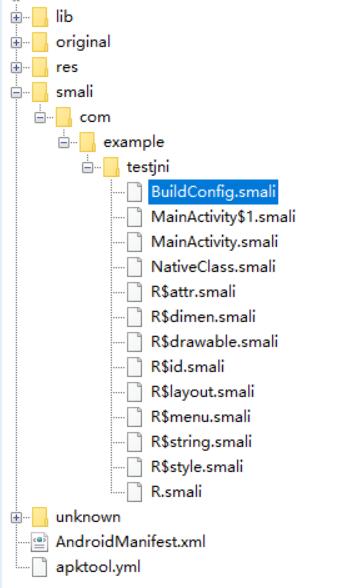 lib
original
res
smali
com
example
testjni
BuildConfig.smali
MainActivity$1.smali
MainActivity.smali
NativeClass.smali
R$attr.smali
R$dimen.smali
R$drawable.smali
R$id.smali
R$layout.smali
R$menu.smali
R$string.smali
R$style.smali
R.smali
unknown
AndroidManifest.xml
apktool.yml